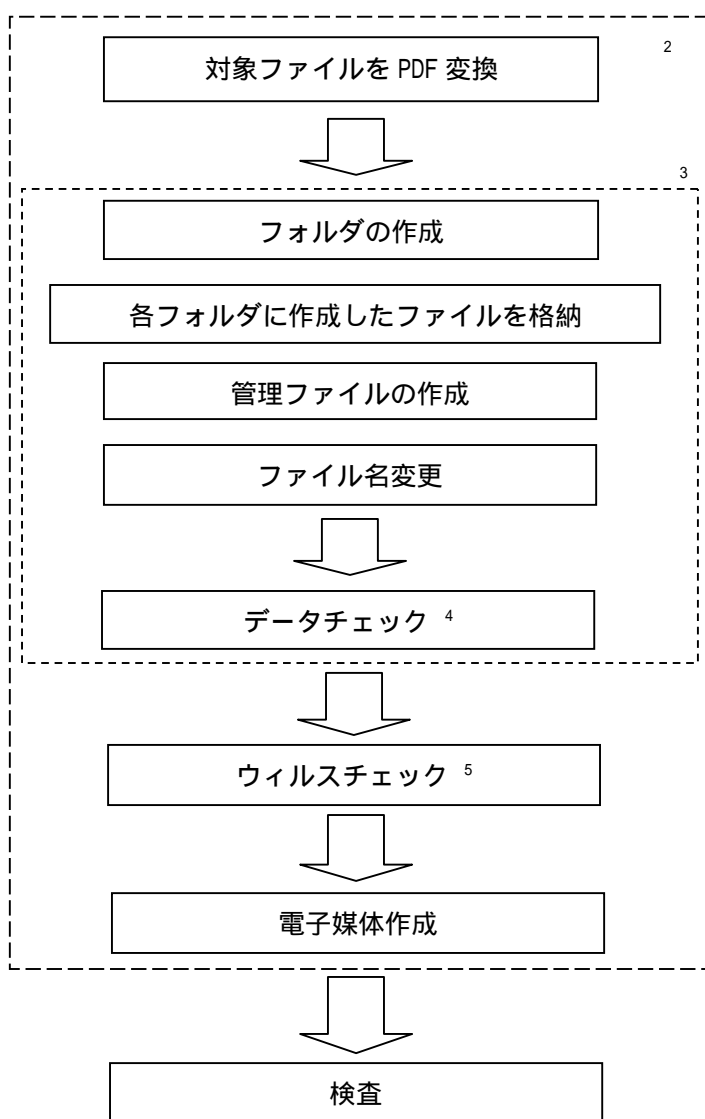 対象ファイルを PDF 変換
2
3
フォルダの作成
各フォルダに作成したファイルを格納
管理ファイルの作成
ファイル名変更
データチェック 4
ウィルスチェック 5
電子媒体作成
検査